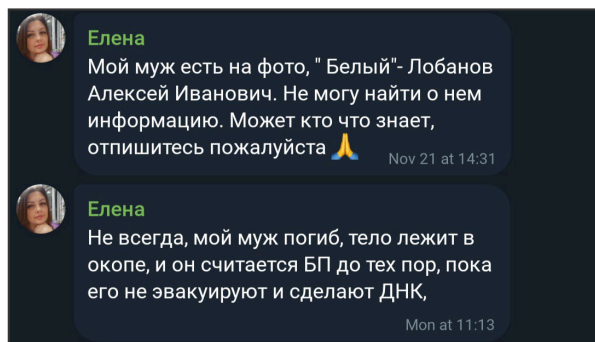 Елена
Мой муж есть на фото, " Белый"- Лобанов
Алексей Иванович. Не могу найти о нем
информацию. Может кто что знает,
отпишитесь пожалуйста 🙏
Nov 21 at 14:31
Елена
Не всегда, мой муж погиб, тело лежит в
окопе, и он считается БП до тех пор, пока
его не эвакуируют и сделают ДНК,
Mon at 11:13